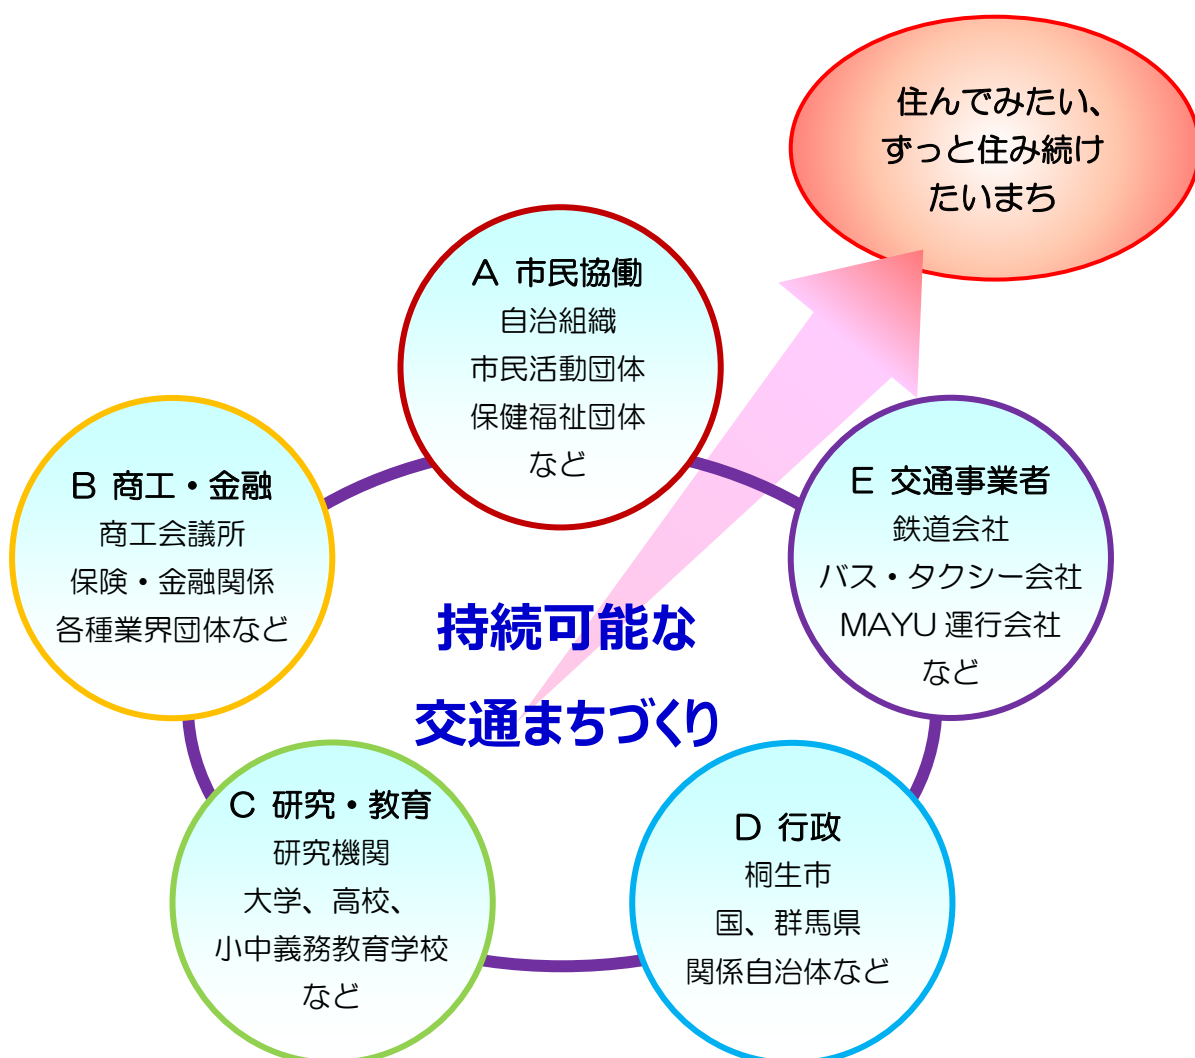 住んでみたい、
ずっと住み続け
たいまち
A 市民協働
自治組織
市民活動団体
保健福祉団体
など
B 商工・金融
商工会議所
保険・金融関係
各種業界団体など
E 交通事業者
鉄道会社
バス・タクシー会社
MAYU 運行会社
など
持続可能な
交通まちづくり
C 研究・教育
研究機関
大学、高校、
小中義務教育学校
など
D 行政
桐生市
国、群馬県
関係自治体など